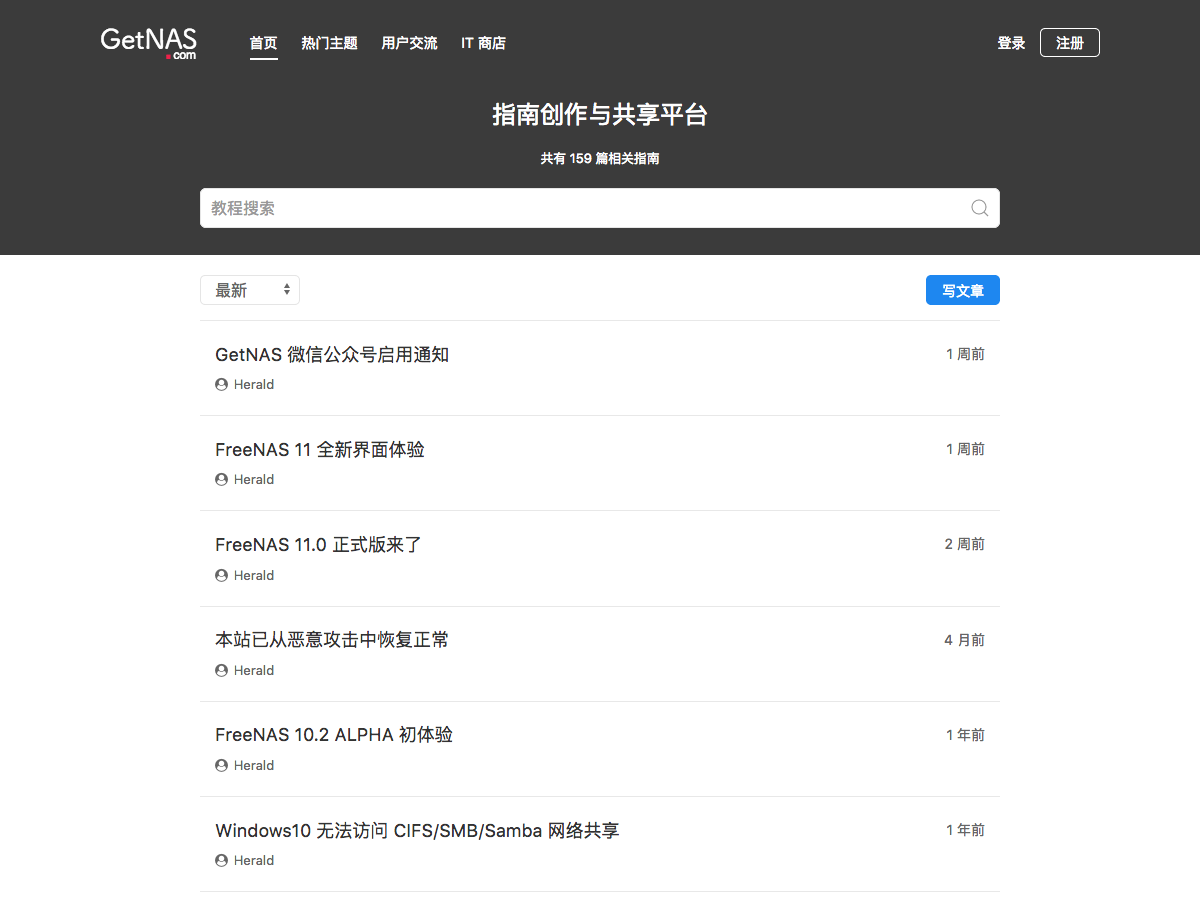 GetNAS.com 首页 热门主题 用户交流 IT 商店 登录 注册
指南创作与共享平台
共有 159 篇相关指南
教程搜索
最新 写文章
GetNAS 微信公众号启用通知 1 周前
Herald
FreeNAS 11 全新界面体验 1 周前
Herald
FreeNAS 11.0 正式版来了 2 周前
Herald
本站已从恶意攻击中恢复正常 4 月前
Herald
FreeNAS 10.2 ALPHA 初体验 1 年前
Herald
Windows10 无法访问 CIFS/SMB/Samba 网络共享 1 年前
Herald